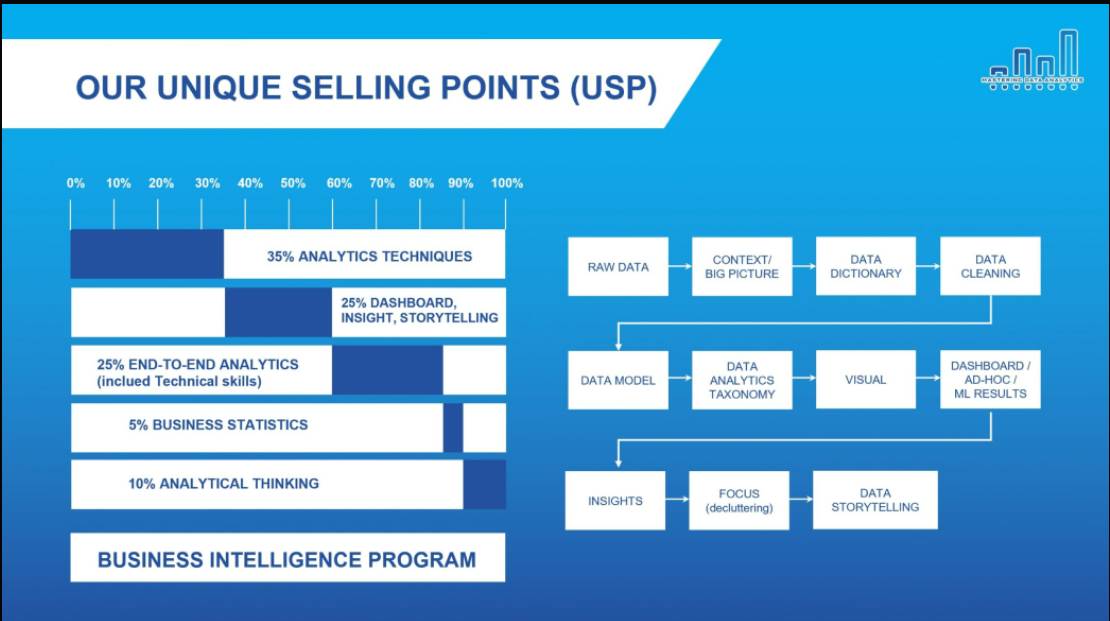 OUR UNIQUE SELLING POINTS (USP)
MASTERING DATA ANALYTICS
0% 10% 20% 30% 40% 50% 60% 70% 80% 90% 100%
35% ANALYTICS TECHNIQUES
25% DASHBOARD,
INSIGHT, STORYTELLING
25% END-TO-END ANALYTICS
(inclued Technical skills)
5% BUSINESS STATISTICS
10% ANALYTICAL THINKING
BUSINESS INTELLIGENCE PROGRAM
RAW DATA
CONTEXT/
BIG PICTURE
DATA
DICTIONARY
DATA
CLEANING
DATA MODEL
DATA
ANALYTICS
TAXONOMY
VISUAL
DASHBOARD /
AD-HOC /
ML RESULTS
INSIGHTS
FOCUS
(decluttering)
DATA
STORYTELLING